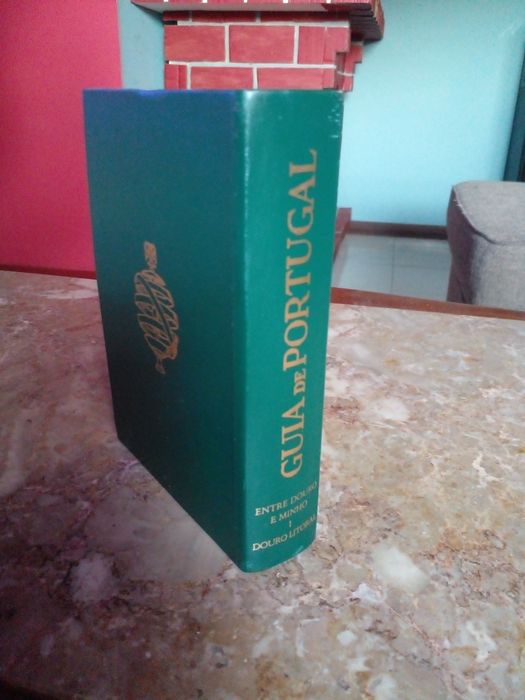 GUIA DE PORTUGAL
ENTRE DOURO
E MINHO
I
DOURO LITORAL